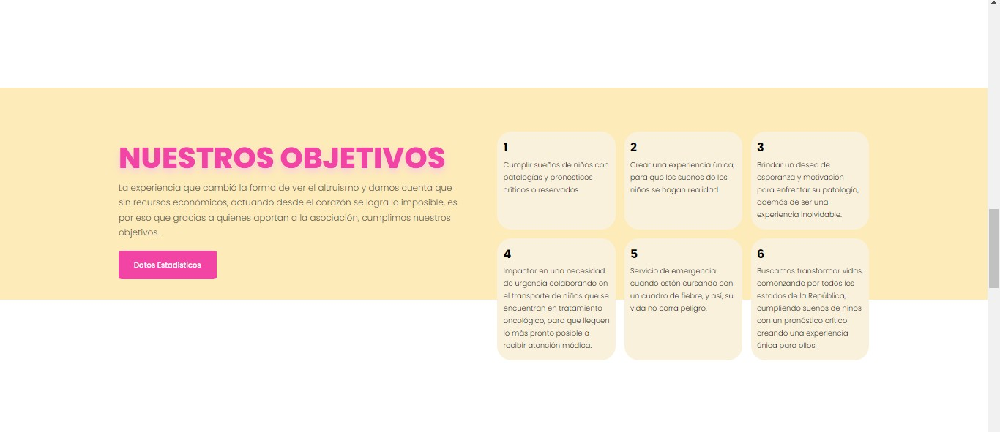 NUESTROS OBJETIVOS
La experiencia que cambió la forma de ver el altruismo y darnos cuenta que
sin recursos económicos, actuando desde el corazón se logra lo imposible, es
por eso que gracias a quienes aportan a la asociación, cumplimos nuestros
objetivos.
Datos Estadísticos
1
Cumplir sueños de niños con
patologías y pronósticos
críticos o reservados
2
Crear una experiencia única,
para que los sueños de los
niños se hagan realidad.
3
Brindar un deseo de
esperanza y motivación
para enfrentar su patología,
además de ser una
experiencia inolvidable.
4
Impactar en una necesidad
de urgencia colaborando en
el transporte de niños que se
encuentran en tratamiento
oncológico, para que lleguen
lo más pronto posible a
recibir atención médica.
5
Servicio de emergencia
cuando estén cursando con
un cuadro de fiebre, y así, su
vida no corra peligro.
6
Buscamos transformar vidas,
comenzando por todos los
estados de la República,
cumpliendo sueños de niños
con un pronóstico crítico
creando una experiencia
única para ellos.